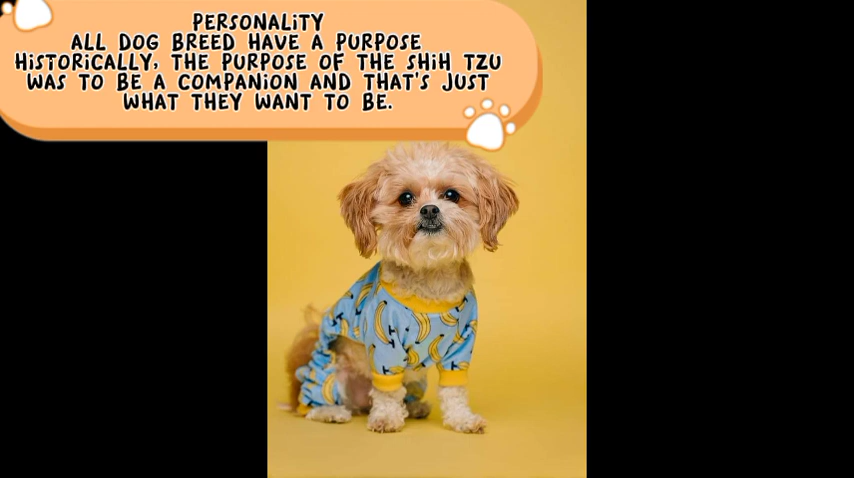 PERSONALITY
ALL DOG BREED HAVE A PURPOSE
HISTORICALLY, THE PURPOSE OF THE SHIH TZU
WAS TO BE A COMPANION AND THAT'S JUST
WHAT THEY WANT TO BE.